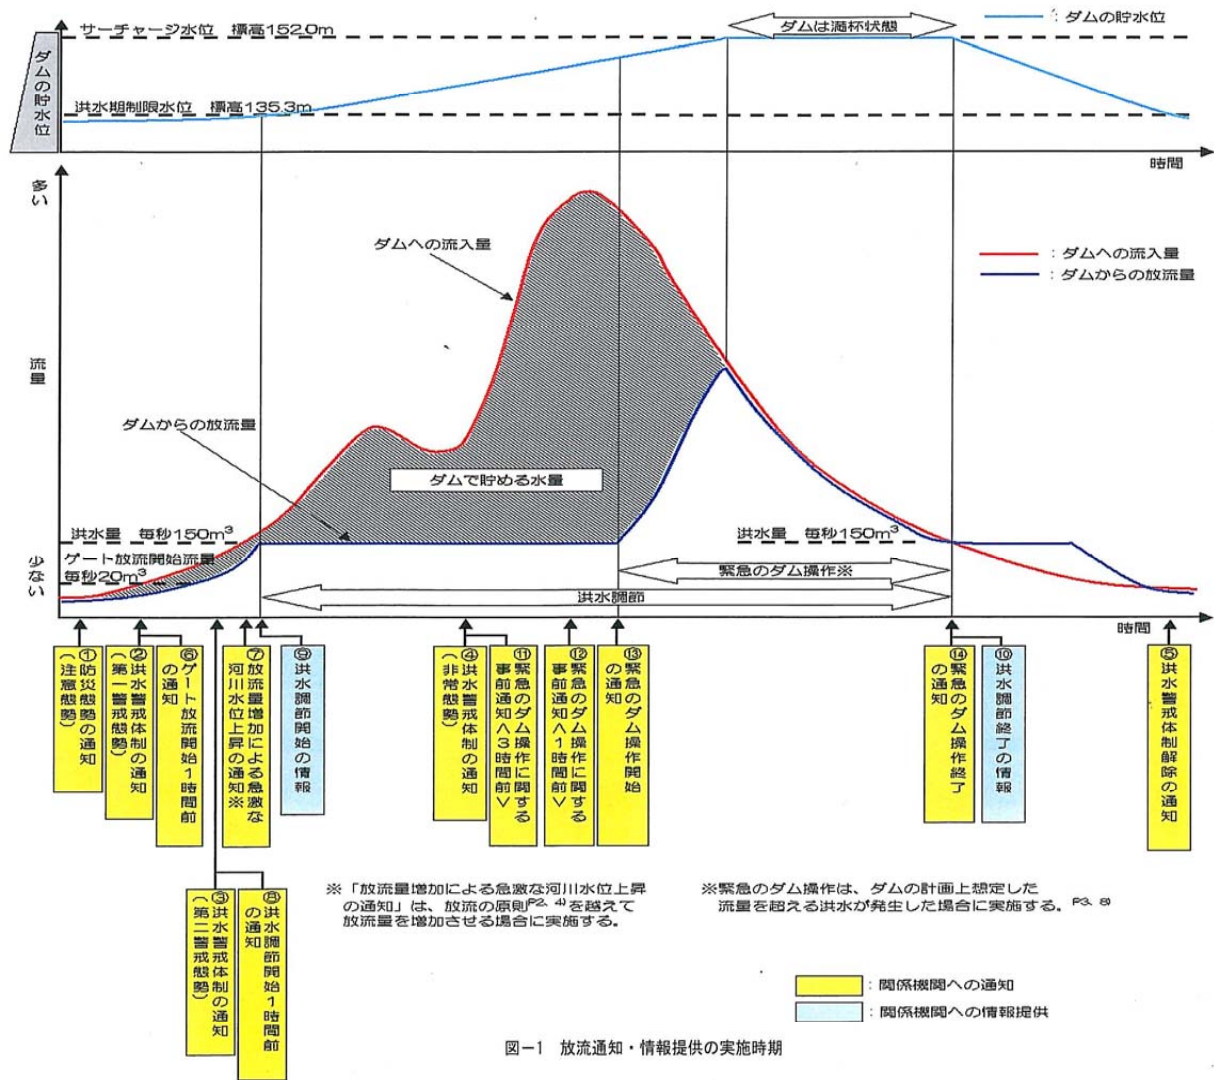 サーチャージ水位 標高152.0m
ダムは満杯状態
：ダムの貯水位
ダムの貯水位
洪水期制限水位 標高135.3m
時間
多い
ダムへの流入量
：ダムへの流入量
：ダムからの放流量
流量
ダムからの放流量
ダムで貯める水量
洪水量 毎秒150m³
洪水量 毎秒150m³
ゲート放流開始流量
毎秒20m³
少ない
緊急のダム操作※
洪水調節
時間
①防災態勢の通知
（注意態勢）
②洪水警戒体制の通知
（第一警戒態勢）
⑥ゲート放流開始1時間前
の通知
⑦放流量増加による急激な
河川水位上昇の通知※
⑨洪水調節開始の情報
④洪水警戒体制の通知
（非常態勢）
⑪緊急のダム操作に関する
事前通知<3時間前>
⑫緊急のダム操作に関する
事前通知<1時間前>
⑬緊急のダム操作開始
の通知
⑭緊急のダム操作終了
の通知
⑩洪水調節終了の情報
⑤洪水警戒体制解除の通知
③洪水警戒体制の通知
（第二警戒態勢）
⑧洪水調節開始1時間前
の通知
※「放流量増加による急激な河川水位上昇
の通知」は、放流の原則P2、4)を越えて
放流量を増加させる場合に実施する。
※緊急のダム操作は、ダムの計画上想定した
流量を超える洪水が発生した場合に実施する。P3、8)
：関係機関への通知
：関係機関への情報提供
図－1 放流通知・情報提供の実施時期